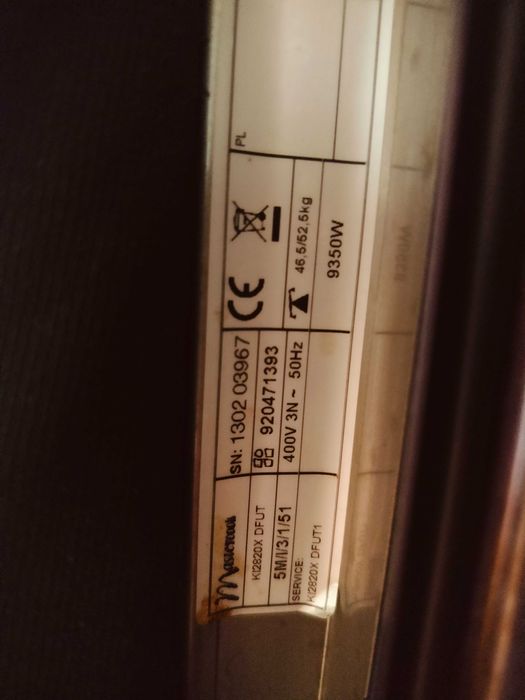 Mastercook
KI2820X DFUT
5M/I/3/1/51
SERVICE:
KI2820X DFUT1
SN: 1302 03967
920471393
400V 3N ~ 50Hz
CE
46,5/52,5kg
9350W
PL